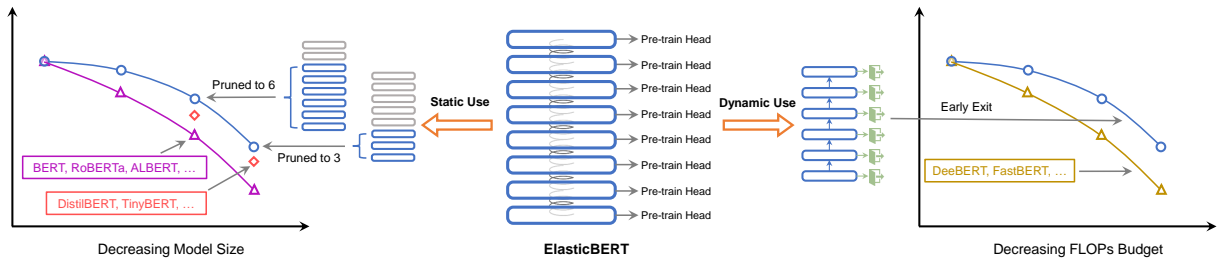 Pruned to 6
Pruned to 3
BERT, RoBERTa, ALBERT, …
DistilBERT, TinyBERT, …
Decreasing Model Size
Static Use
Pre-train Head
Pre-train Head
Pre-train Head
Pre-train Head
Pre-train Head
Pre-train Head
Pre-train Head
Pre-train Head
ElasticBERT
Dynamic Use
Early Exit
DeeBERT, FastBERT, …
Decreasing FLOPs Budget